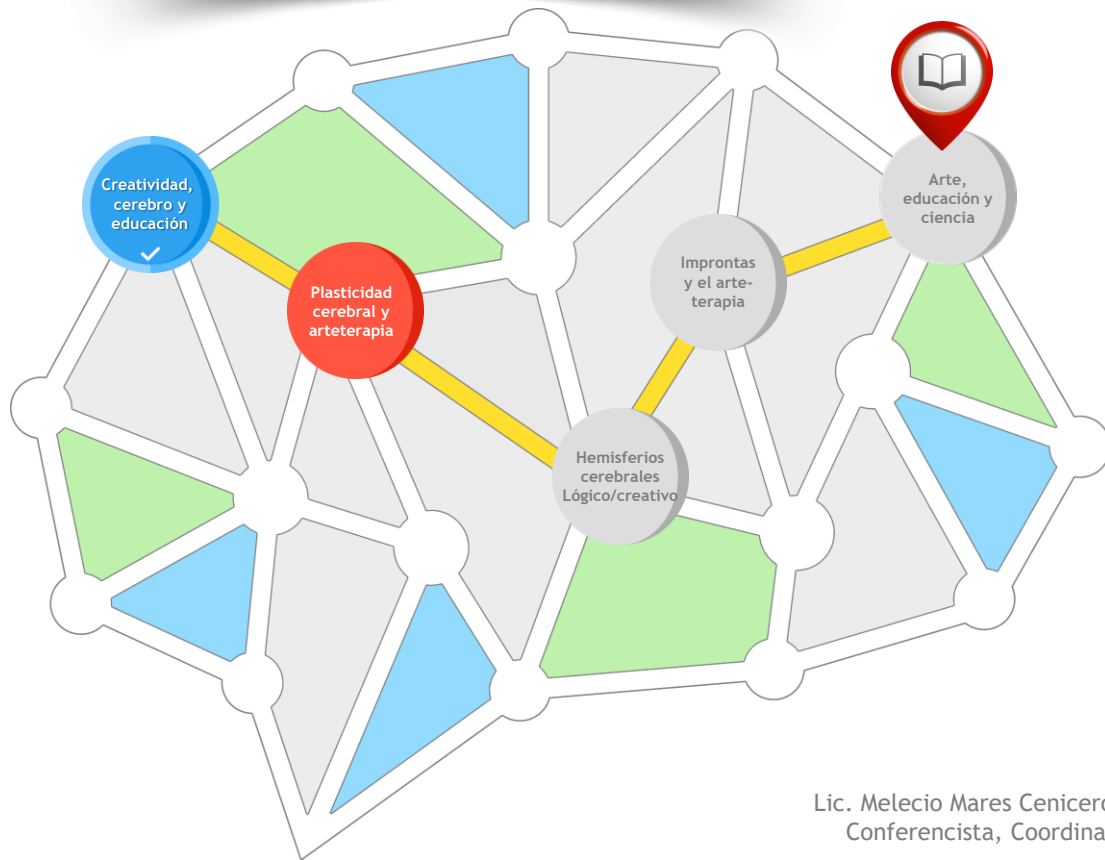 Creatividad,
cerebro y
educación
Plasticidad
cerebral y
arteterapia
Hemisferios
cerebrales
Lógico/creativo
Improntas
y el arte-
terapia
Arte,
educación y
ciencia
Lic. Melecio Mares
Conferencista,